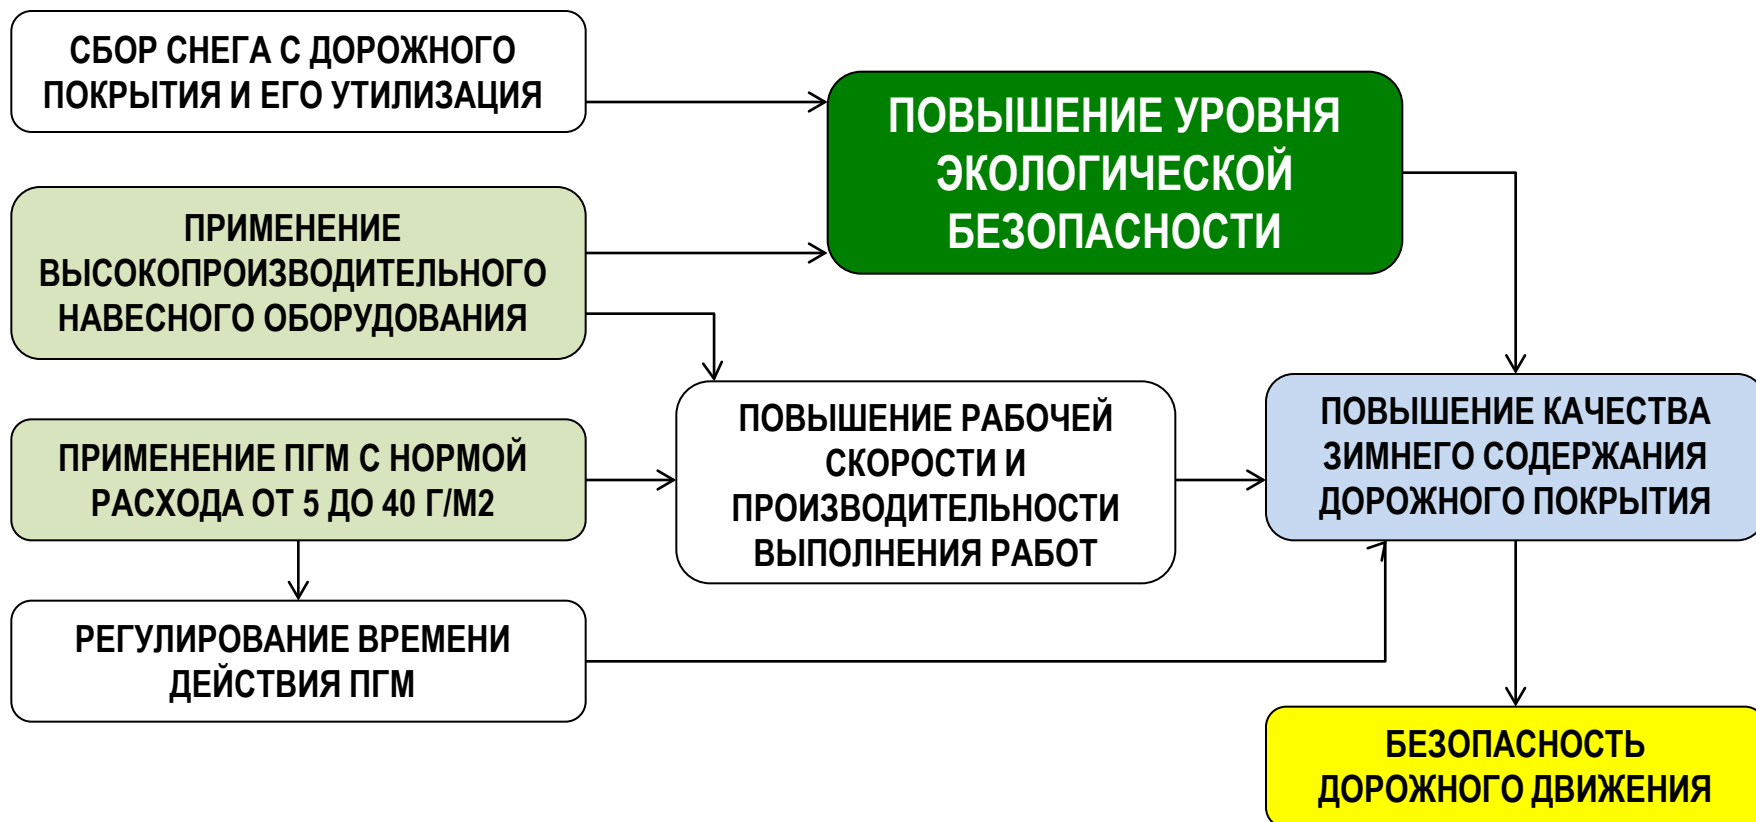 СБОР СНЕГА С ДОРОЖНОГО
ПОКРЫТИЯ И ЕГО УТИЛИЗАЦИЯ
ПОВЫШЕНИЕ УРОВНЯ
ЭКОЛОГИЧЕСКОЙ
БЕЗОПАСНОСТИ
ПРИМЕНЕНИЕ
ВЫСОКОПРОИЗВОДИТЕЛЬНОГО
НАВЕСНОГО ОБОРУДОВАНИЯ
ПРИМЕНЕНИЕ ПГМ С НОРМОЙ
РАСХОДА ОТ 5 ДО 40 Г/М2
ПОВЫШЕНИЕ РАБОЧЕЙ
СКОРОСТИ И
ПРОИЗВОДИТЕЛЬНОСТИ
ВЫПОЛНЕНИЯ РАБОТ
ПОВЫШЕНИЕ КАЧЕСТВА
ЗИМНЕГО СОДЕРЖАНИЯ
ДОРОЖНОГО ПОКРЫТИЯ
РЕГУЛИРОВАНИЕ ВРЕМЕНИ
ДЕЙСТВИЯ ПГМ
БЕЗОПАСНОСТЬ
ДОРОЖНОГО ДВИЖЕНИЯ